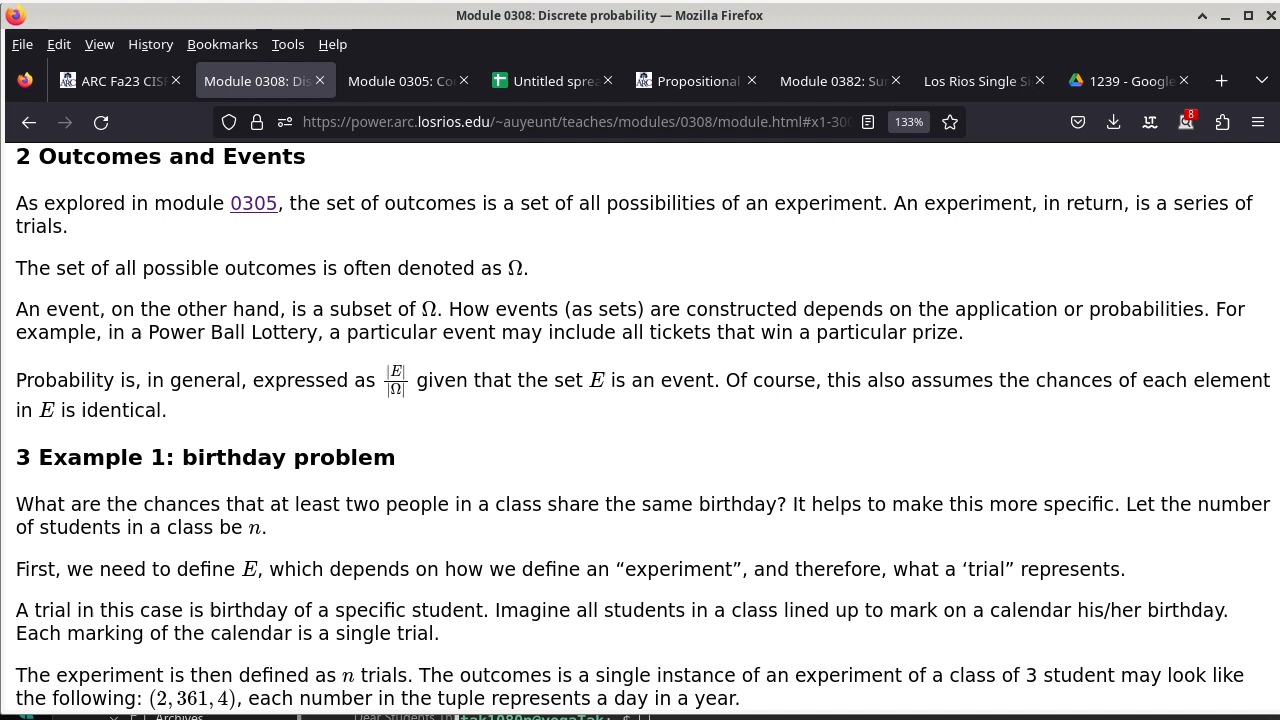 Module 0308: Discrete probability — Mozilla Firefox
File Edit View History Bookmarks Tools Help
ARC Fa23 CIS Module 0308: Dis Module 0305: Co Untitled sprea Propositional Module 0382: Su Los Rios Single Si 1239 - Google
https://power.arc.losrios.edu/~auyeunt/teaches/modules/0308/module.html#x1-300 133% 8
2 Outcomes and Events
As explored in module 0305, the set of outcomes is a set of all possibilities of an experiment. An experiment, in return, is a series of
trials.
The set of all possible outcomes is often denoted as Ω.
An event, on the other hand, is a subset of Ω. How events (as sets) are constructed depends on the application or probabilities. For
example, in a Power Ball Lottery, a particular event may include all tickets that win a particular prize.
Probability is, in general, expressed as |E|/|Ω| given that the set E is an event. Of course, this also assumes the chances of each element
in E is identical.
3 Example 1: birthday problem
What are the chances that at least two people in a class share the same birthday? It helps to make this more specific. Let the number
of students in a class be n.
First, we need to define E, which depends on how we define an “experiment”, and therefore, what a ‘trial” represents.
A trial in this case is birthday of a specific student. Imagine all students in a class lined up to mark on a calendar his/her birthday.
Each marking of the calendar is a single trial.
The experiment is then defined as n trials. The outcomes is a single instance of an experiment of a class of 3 student may look like
the following: (2, 361, 4), each number in the tuple represents a day in a year.
Archives